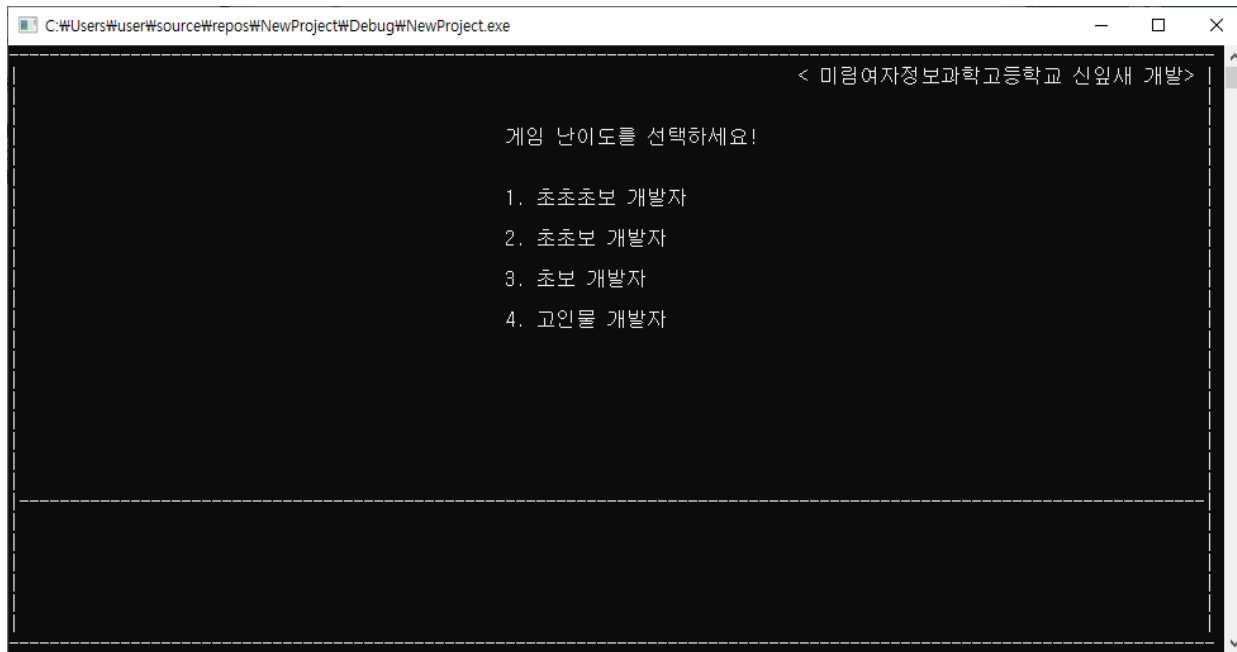 C:₩Users₩user₩source₩repos₩NewProject₩Debug₩NewProject.exe
< 미림여자정보과학고등학교 신잎새 개발>
게임 난이도를 선택하세요!
1. 초초초보 개발자
2. 초초보 개발자
3. 초보 개발자
4. 고인물 개발자